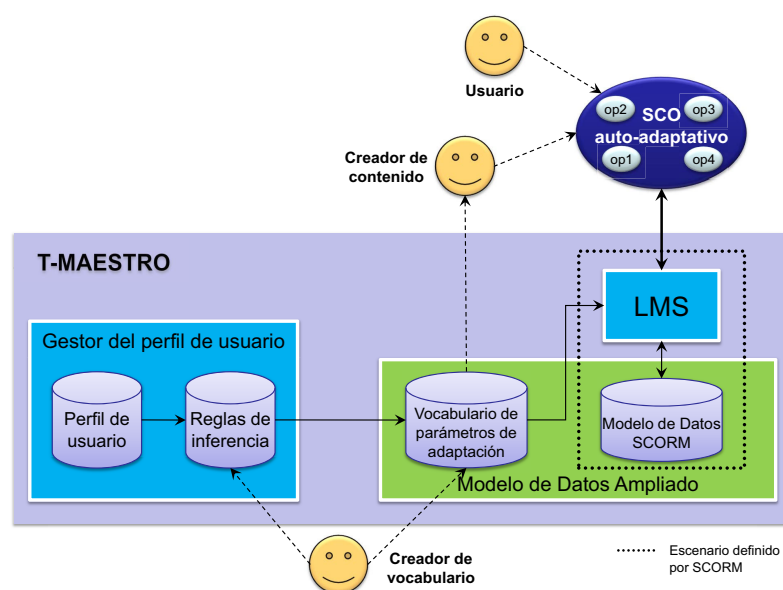 Usuario
op2
op3
SCO
auto-adaptativo
op1
op4
Creador de
contenido
T-MAESTRO
LMS
Gestor del perfil de usuario
Perfil de
usuario
Reglas de
inferencia
Vocabulario de
parámetros de
adaptación
Modelo de Datos
SCORM
Modelo de Datos Ampliado
Creador de
vocabulario
Escenario definido
por SCORM